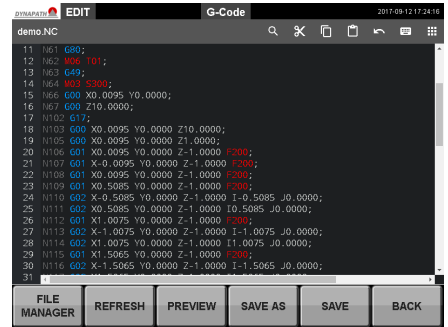 DYNAPATH EDIT G-Code 2017-09-12 17:24:16
demo.NC
11 N61 G80;
12 N62 M06 T01;
13 N63 G49;
14 N64 M03 S300;
15 N66 G00 X0.0095 Y0.0000;
16 N67 G00 Z10.0000;
17 N102 G17;
18 N103 G00 X0.0095 Y0.0000 Z10.0000;
19 N105 G00 X0.0095 Y0.0000 Z1.0000;
20 N106 G01 X0.0095 Y0.0000 Z-1.0000 F200;
21 N107 G01 X-0.0095 Y0.0000 Z-1.0000 F200;
22 N108 G01 X0.0095 Y0.0000 Z-1.0000 F200;
23 N109 G01 X0.5085 Y0.0000 Z-1.0000 F200;
24 N110 G02 X-0.5085 Y0.0000 Z-1.0000 I-0.5085 J0.0000;
25 N111 G02 X0.5085 Y0.0000 Z-1.0000 I0.5085 J0.0000;
26 N112 G01 X1.0075 Y0.0000 Z-1.0000 F200;
27 N113 G02 X-1.0075 Y0.0000 Z-1.0000 I-1.0075 J0.0000;
28 N114 G02 X1.0075 Y0.0000 Z-1.0000 I1.0075 J0.0000;
29 N115 G01 X1.5065 Y0.0000 Z-1.0000 F200;
30 N116 G02 X-1.5065 Y0.0000 Z-1.0000 I-1.5065 J0.0000;
31
FILE MANAGER REFRESH PREVIEW SAVE AS SAVE BACK